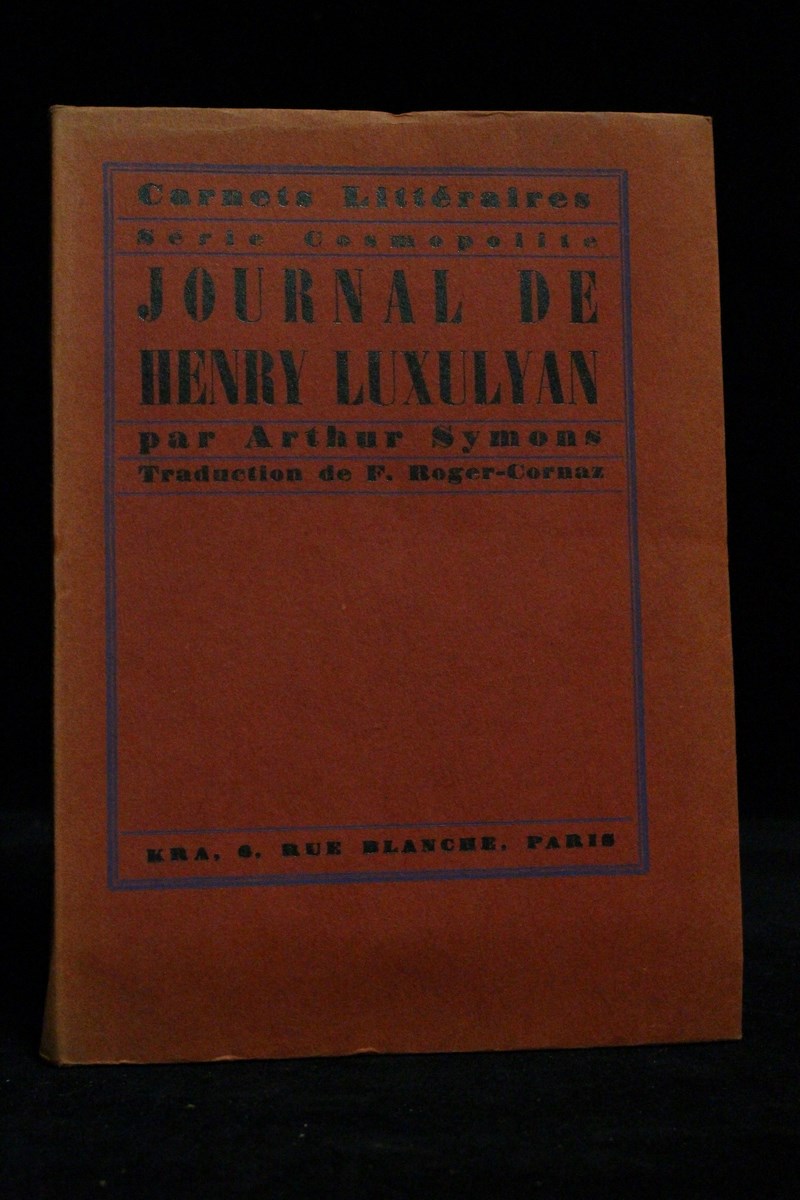 Carnets Littéraires
Série Cosmopolite
JOURNAL DE
HENRY LUXULYAN
par Arthur Symons
Traduction de F. Roger-Cornaz
KRA, 6, RUE BLANCHE, PARIS